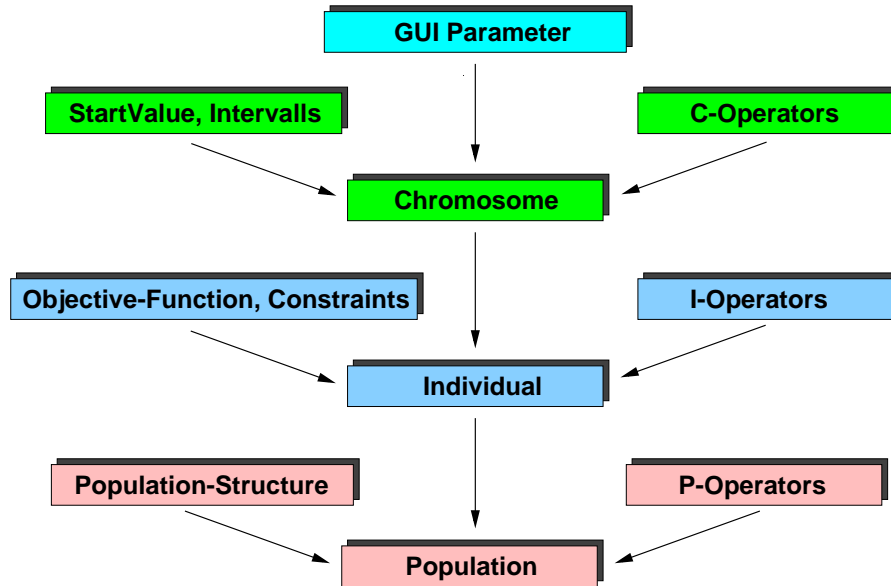 GUI Parameter
StartValue, Intervalls
C-Operators
Chromosome
Objective-Function, Constraints
I-Operators
Individual
Population-Structure
P-Operators
Population